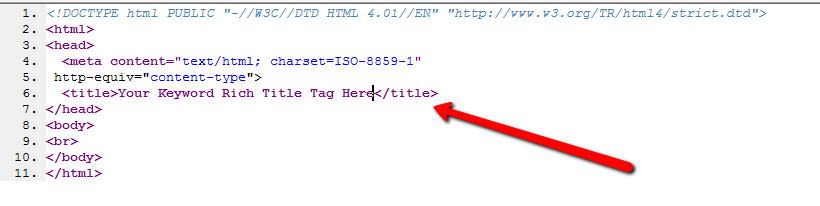 1. <!DOCTYPE html PUBLIC "-//W3C//DTD HTML 4.01//EN" "http://www.w3.org/TR/html4/strict.dtd">
2. <html>
3. <head>
4.   <meta content="text/html; charset=ISO-8859-1"
5.  http-equiv="content-type">
6.   <title>Your Keyword Rich Title Tag Here</title>
7. </head>
8. <body>
9. <br>
10. </body>
11. </html>